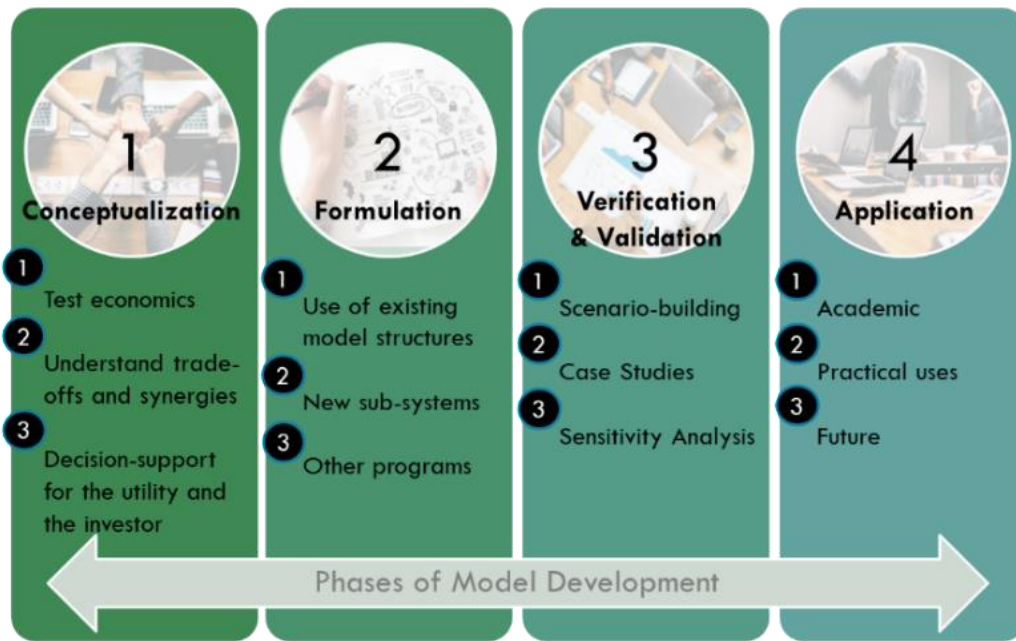 1
Conceptualization
1
Test economics
2
Understand trade-
offs and synergies
3
Decision-support
for the utility and
the investor
2
Formulation
1
Use of existing
model structures
2
New sub-systems
3
Other programs
3
Verification
& Validation
1
Scenario-building
2
Case Studies
3
Sensitivity Analysis
4
Application
1
Academic
2
Practical uses
3
Future
Phases of Model Development